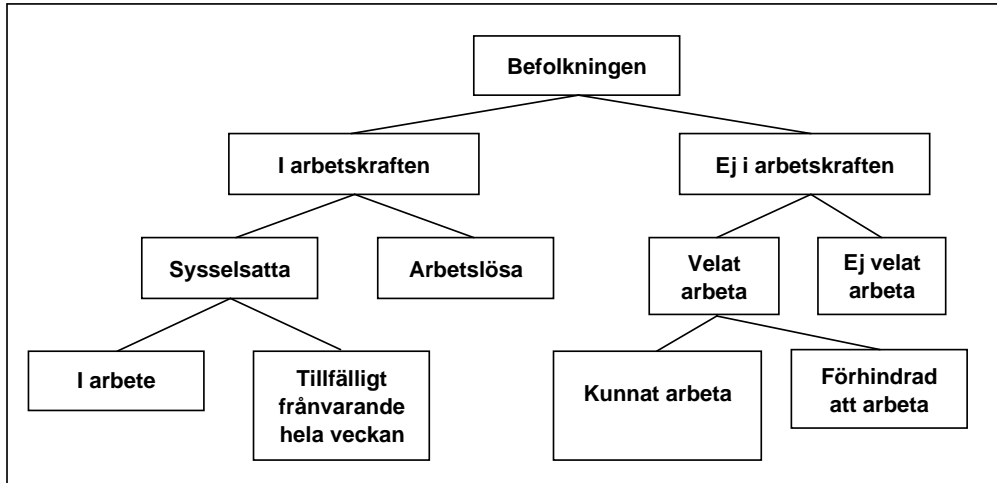 Befolkningen
I arbetskraften
Ej i arbetskraften
Sysselsatta
Arbetslösa
Velat
arbeta
Ej velat
arbeta
I arbete
Tillfälligt
frånvarande
hela veckan
Kunnat arbeta
Förhindrad
att arbeta